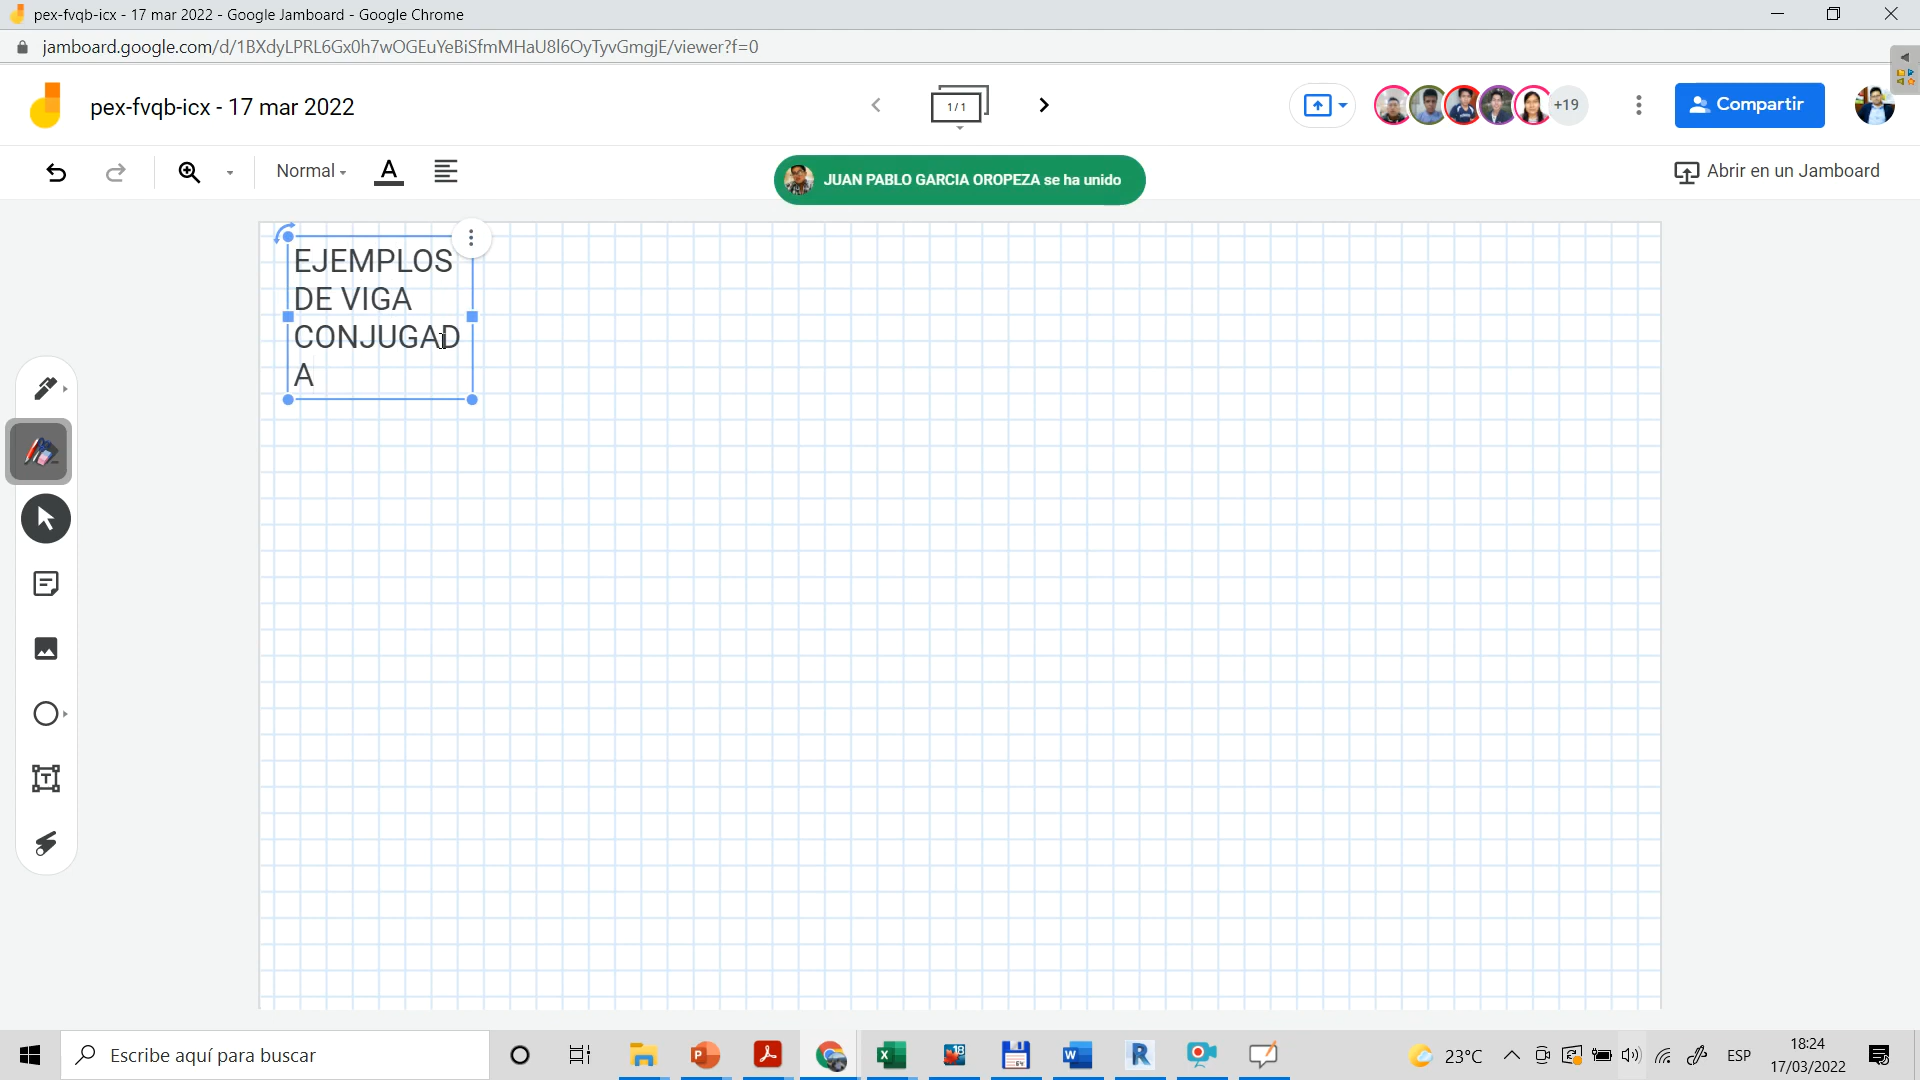 pex-fvqb-icx - 17 mar 2022 - Google Jamboard - Google Chrome
jamboard.google.com/d/1BXdyLPRL6Gx0h7wOGEuYeBiSfmMHaU8l6OyTyvGmgjE/viewer?f=0
pex-fvqb-icx - 17 mar 2022
1/1
+19
Compartir
Normal
A
JUAN PABLO GARCIA OROPEZA se ha unido
Abrir en un Jamboard
EJEMPLOS
DE VIGA
CONJUGAD
A
Escribe aquí para buscar
23°C
ESP
18:24
17/03/2022